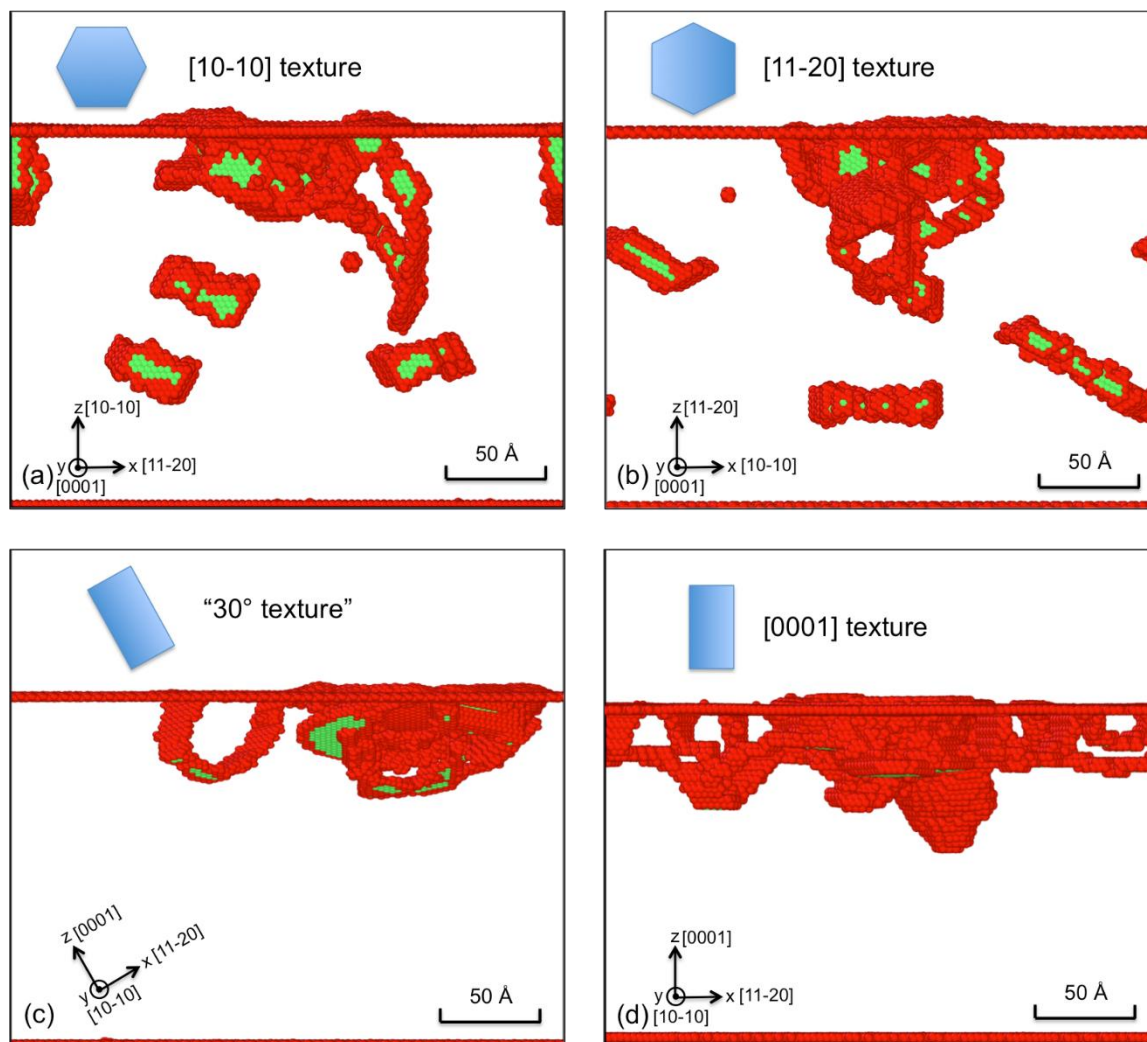 [10-10] texture
z [10-10]
y
x [11-20]
[0001]
(a)
50 Å
[11-20] texture
z [11-20]
y
x [10-10]
[0001]
(b)
50 Å
“30° texture”
z [0001]
x [11-20]
y
[10-10]
(c)
50 Å
[0001] texture
z [0001]
y
x [11-20]
[10-10]
(d)
50 Å